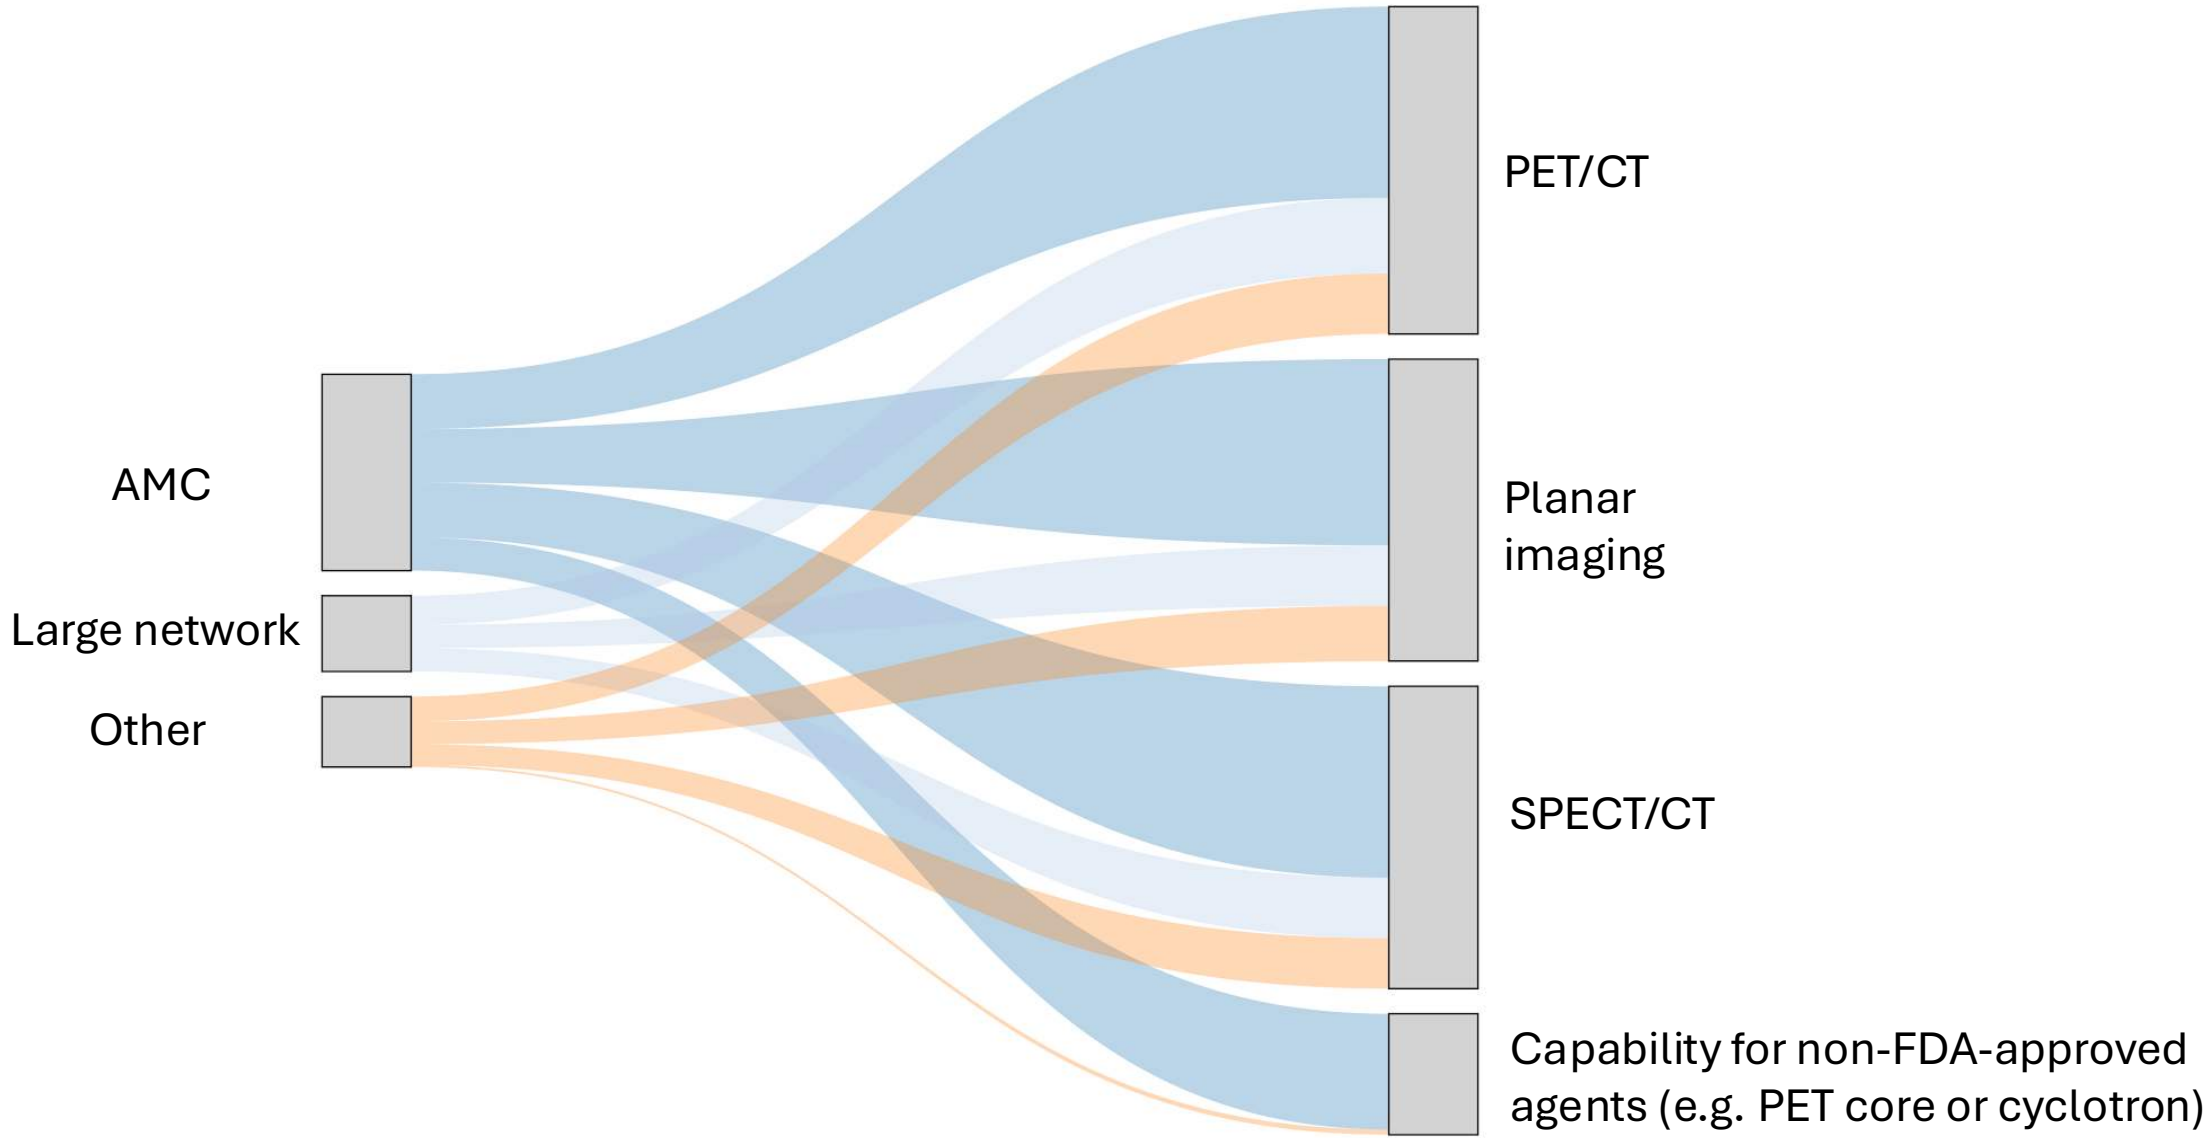 AMC
Large network
Other
PET/CT
Planar
imaging
SPECT/CT
Capability for non-FDA-approved
agents (e.g. PET core or cyclotron)